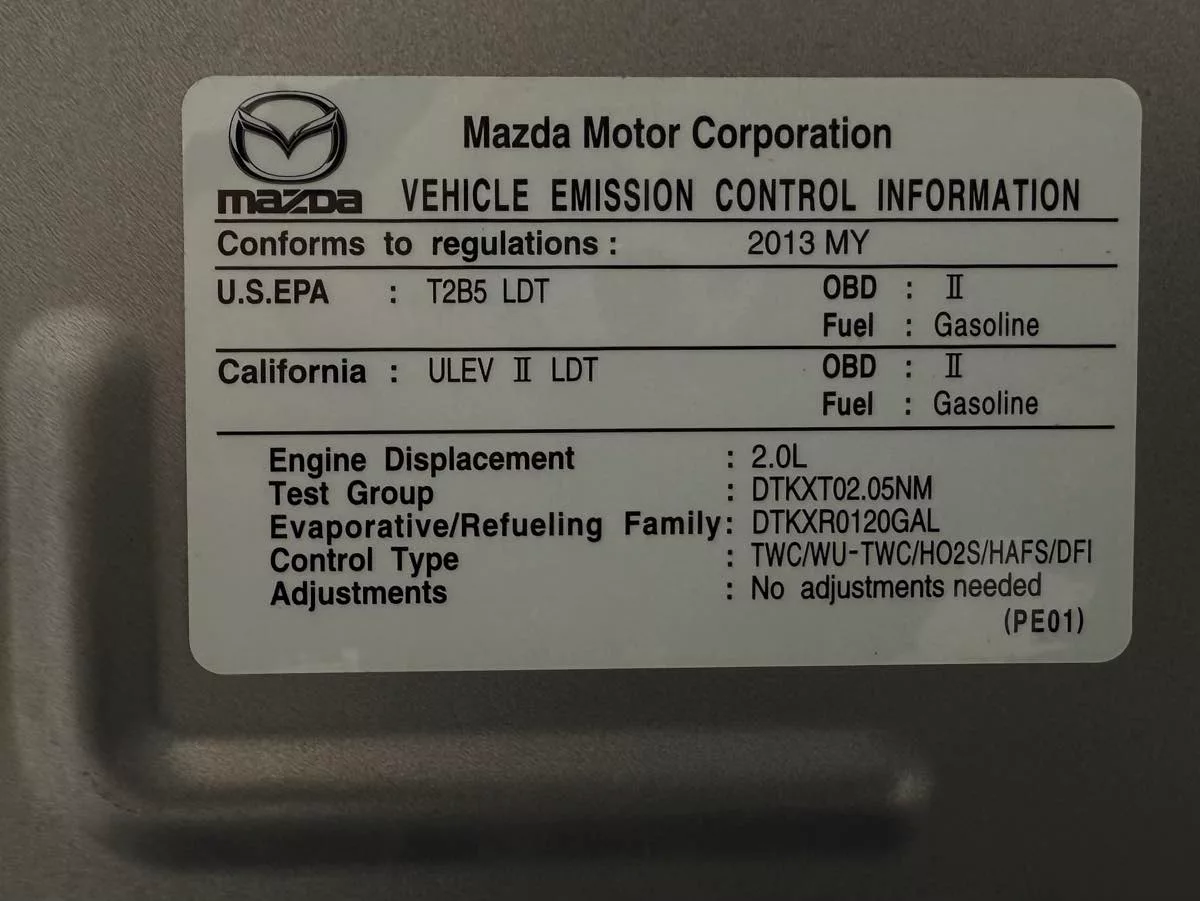 Mazda Motor Corporation
mazda VEHICLE EMISSION CONTROL INFORMATION
Conforms to regulations : 2013 MY
U.S.EPA : T2B5 LDT OBD : II
Fuel : Gasoline
California : ULEV II LDT OBD : II
Fuel : Gasoline
Engine Displacement : 2.0L
Test Group : DTKXT02.05NM
Evaporative/Refueling Family : DTKXR0120GAL
Control Type : TWC/WU-TWC/HO2S/HAFS/DFI
Adjustments : No adjustments needed
(PE01)